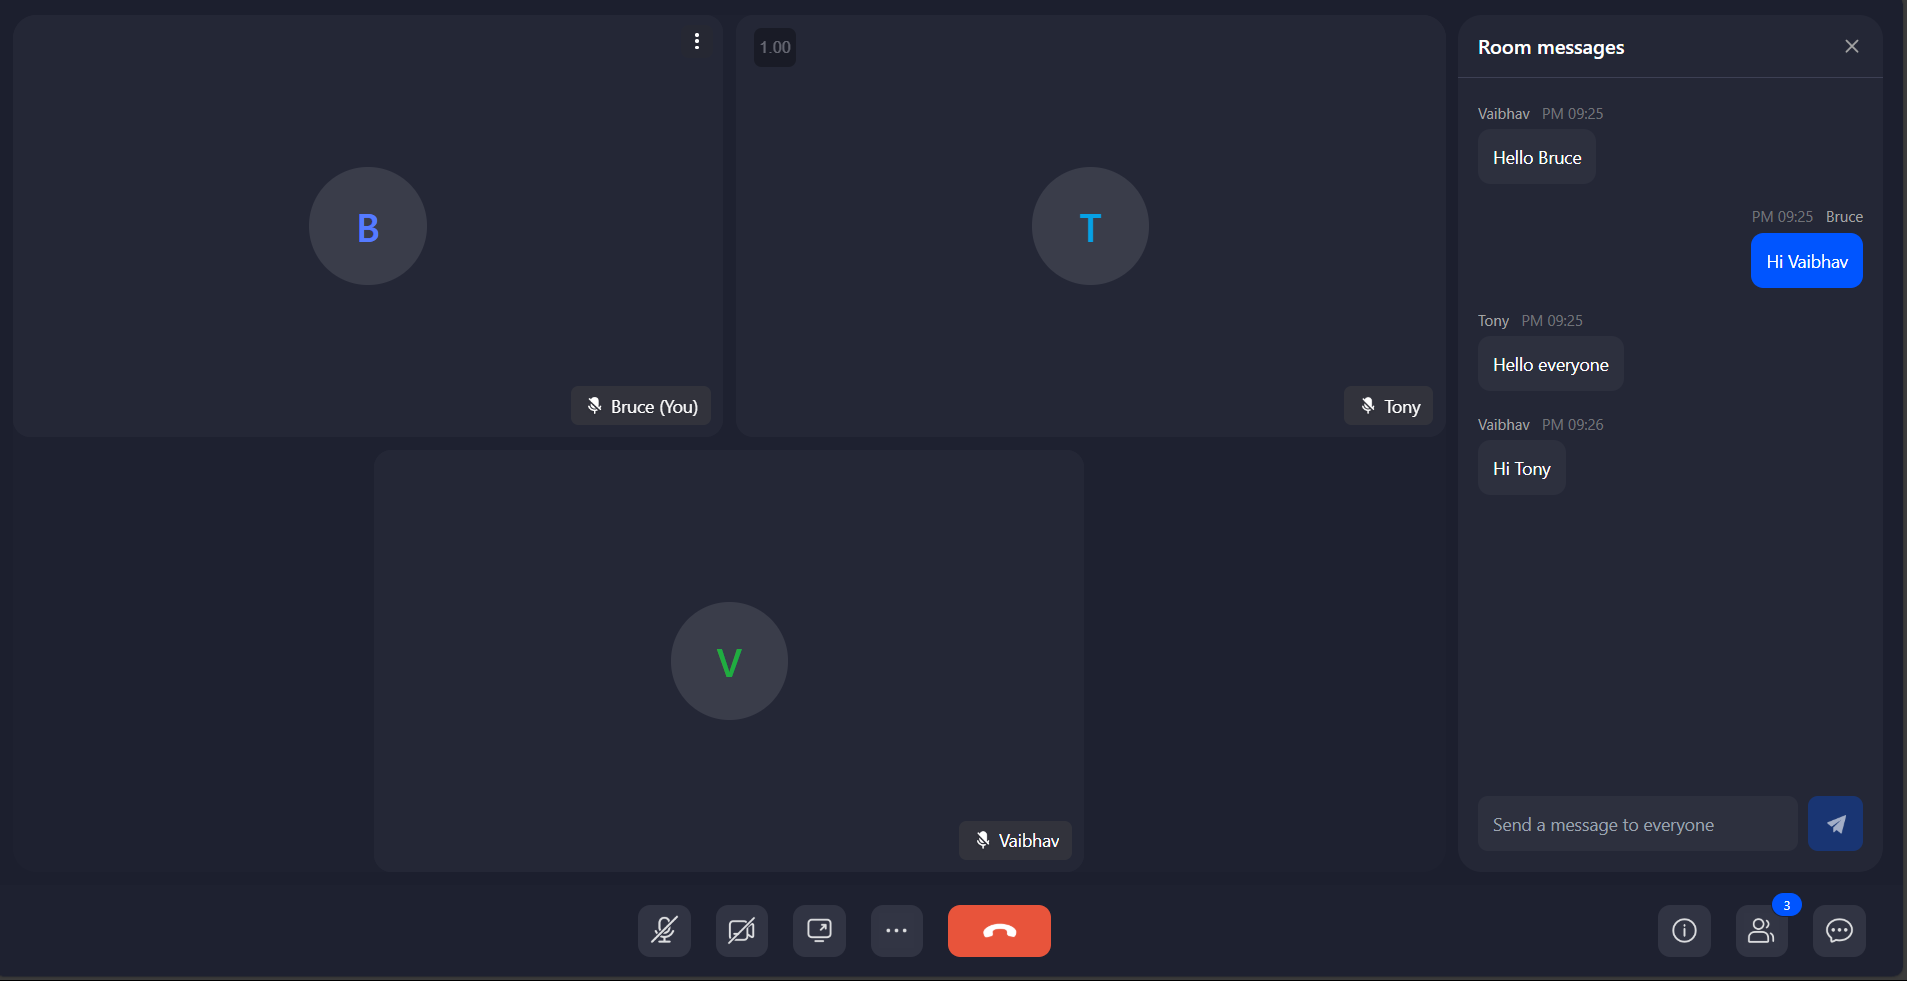 B
Bruce (You)
1.00
T
Tony
V
Vaibhav
Room messages
Vaibhav PM 09:25
Hello Bruce
PM 09:25 Bruce
Hi Vaibhav
Tony PM 09:25
Hello everyone
Vaibhav PM 09:26
Hi Tony
Send a message to everyone
3